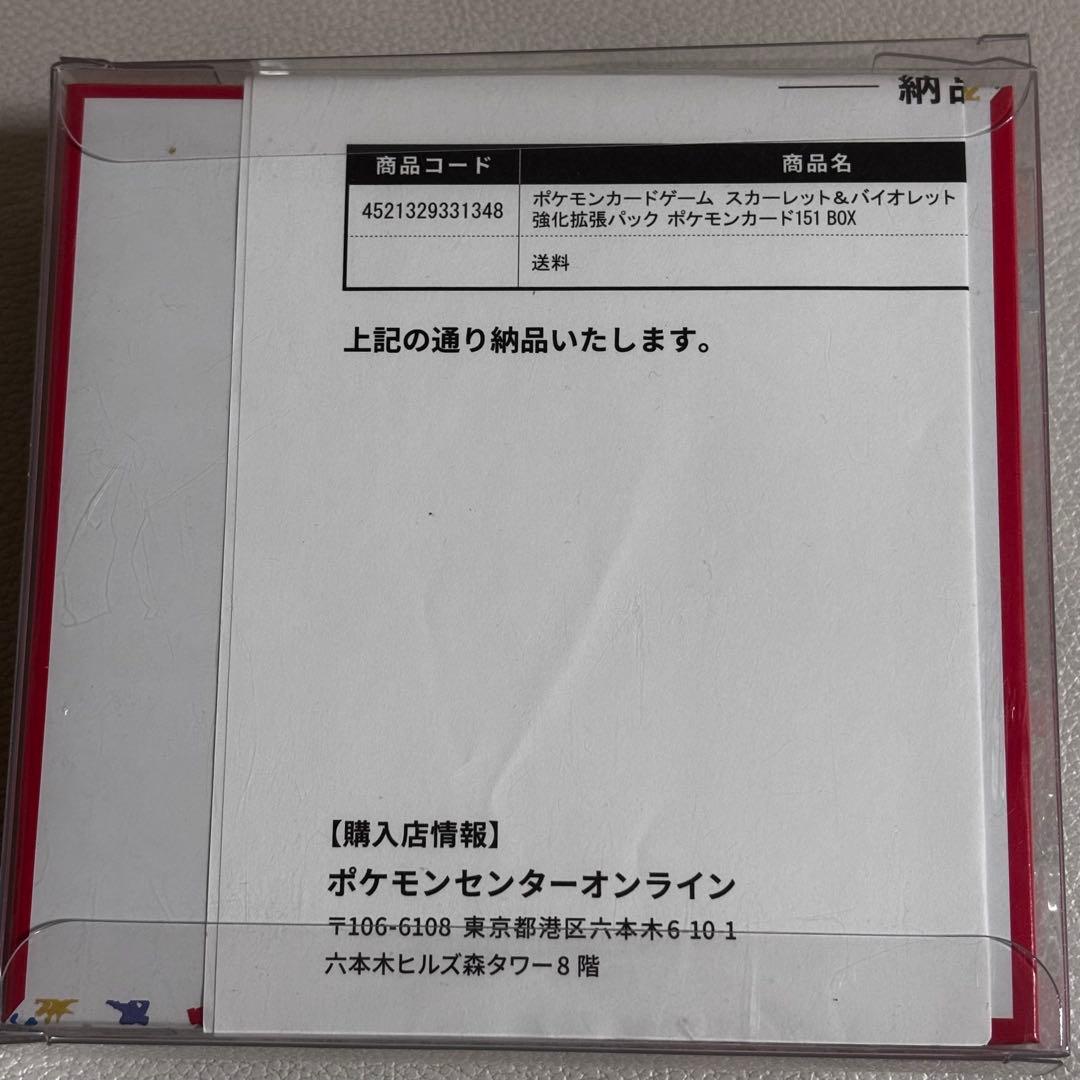 納品
商品コード 商品名
4521329331348 ポケモンカードゲーム スカーレット&バイオレット
強化拡張パック ポケモンカード151 BOX
送料
上記の通り納品いたします。
【購入店情報】
ポケモンセンターオンライン
〒106-6108 東京都港区六本木6 10 1
六本木ヒルズ森タワー8階